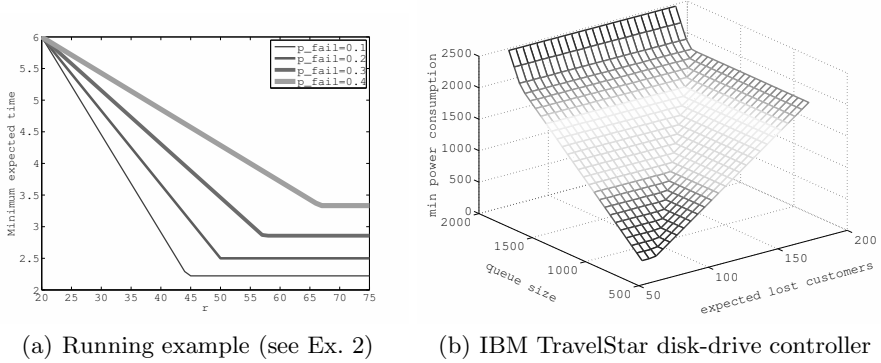 6
5.5
5
4.5
4
3.5
3
2.5
2
Minimum expected time
20 25 30 35 40 45 50 55 60 65 70 75
r
p_fail=0.1
p_fail=0.2
p_fail=0.3
p_fail=0.4
(a) Running example (see Ex. 2)
2500
2000
1500
1000
500
0
min power consumption
2000
1500
1000
500
queue size
50
100
150
200
expected lost customers
(b) IBM TravelStar disk-drive controller